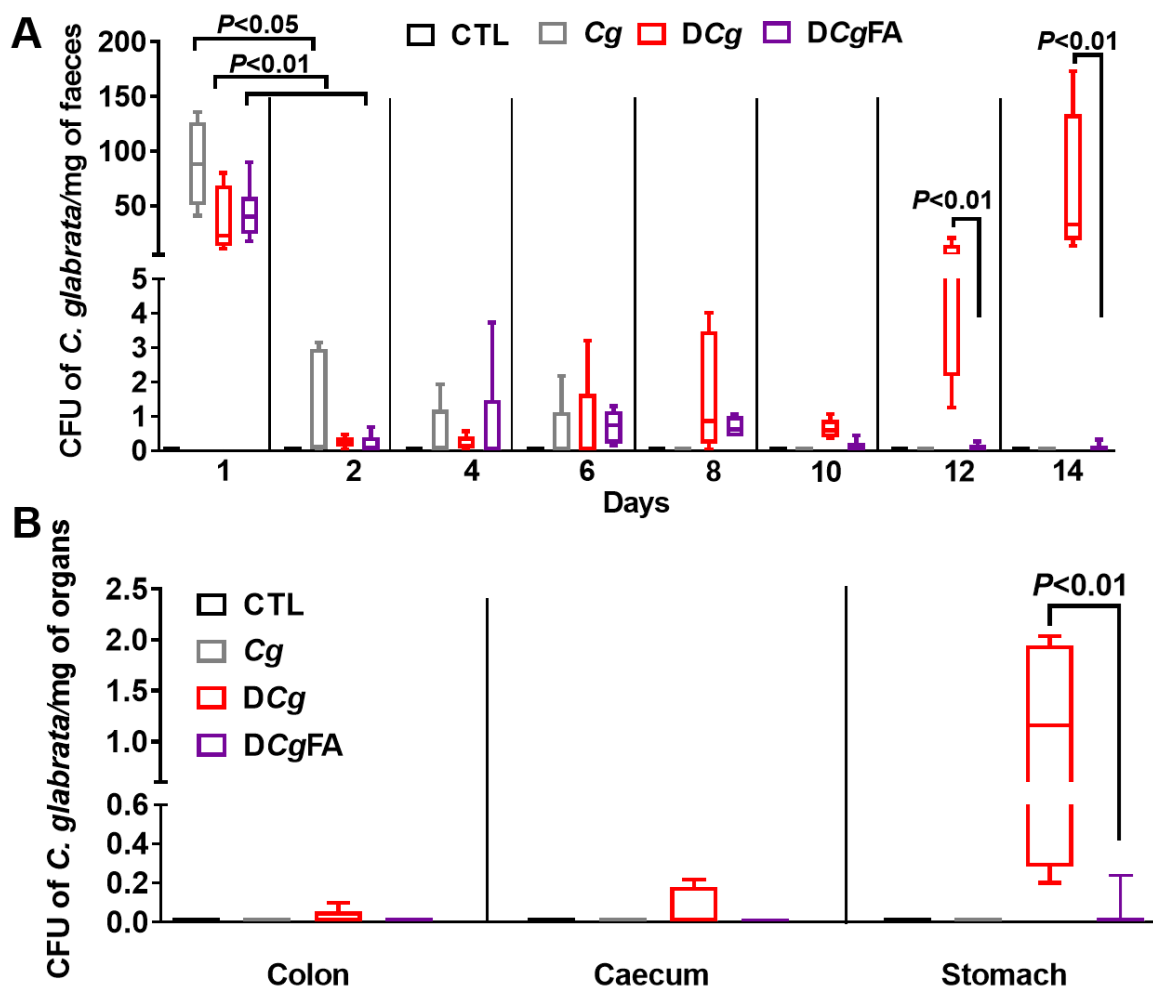 A
CTL Cg DCg DCgFA
P<0.05
P<0.01
P<0.01
P<0.01
CFU of C. glabrata/mg of faeces
200
150
100
50
5
4
3
2
1
0
1 2 4 6 8 10 12 14
Days
B
CFU of C. glabrata/mg of organs
2.5
2.0
1.5
1.0
0.6
0.4
0.2
0.0
CTL
Cg
DCg
DCgFA
P<0.01
Colon Caecum Stomach